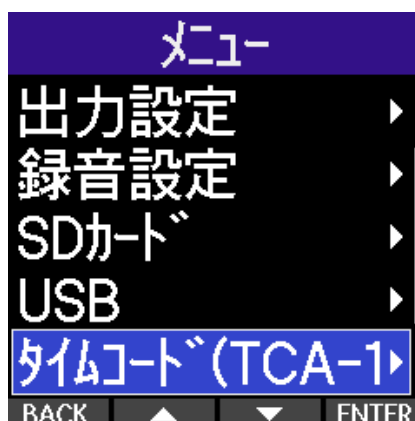 メニュー
出力設定
録音設定
SDカード
USB
タイムコード(TCA-1
BACK ENTER